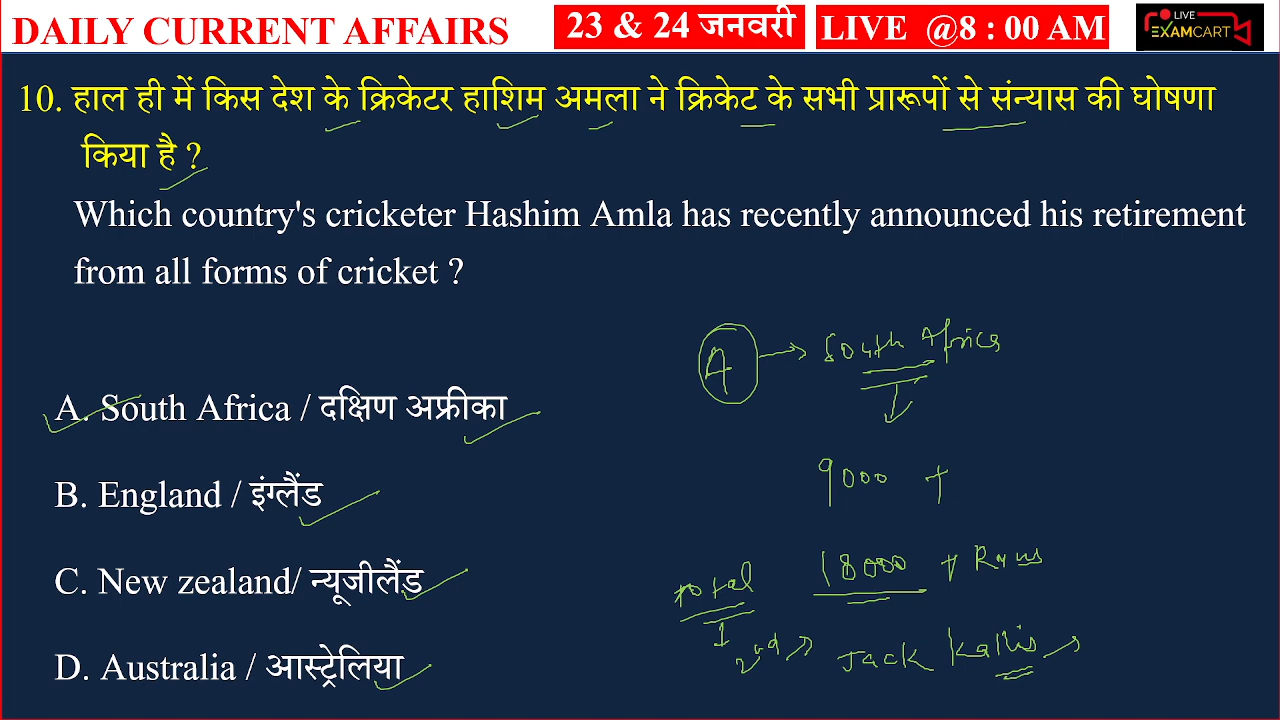 DAILY CURRENT AFFAIRS
23 & 24 जनवरी
LIVE @8 : 00 AM
LIVE
EXAMCART
10. हाल ही में किस देश के क्रिकेटर हाशिम अमला ने क्रिकेट के सभी प्रारूपों से संन्यास की घोषणा
किया है ?
Which country's cricketer Hashim Amla has recently announced his retirement
from all forms of cricket ?
A → South Africa
A. South Africa / दक्षिण अफ्रीका
9000 +
B. England / इंग्लैंड
total 18000 + Runs
C. New zealand/ न्यूजीलैंड
2nd → Jack Kallis
D. Australia / आस्ट्रेलिया